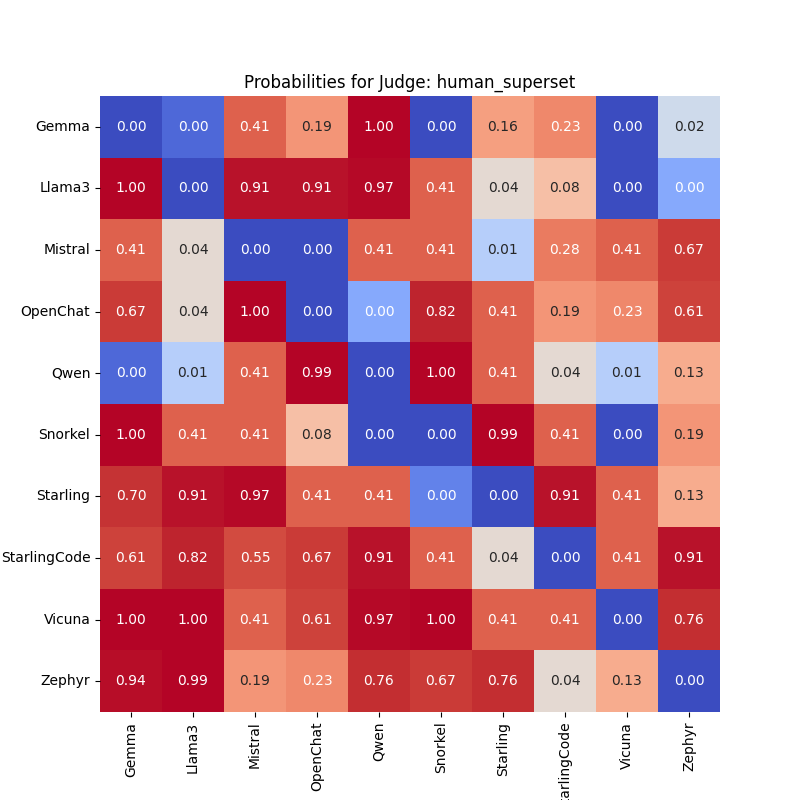 Probabilities for Judge: human_superset
Gemma 0.00 0.00 0.41 0.19 1.00 0.00 0.16 0.23 0.00 0.02
Llama3 1.00 0.00 0.91 0.91 0.97 0.41 0.04 0.08 0.00 0.00
Mistral 0.41 0.04 0.00 0.00 0.41 0.41 0.01 0.28 0.41 0.67
OpenChat 0.67 0.04 1.00 0.00 0.00 0.82 0.41 0.19 0.23 0.61
Qwen 0.00 0.01 0.41 0.99 0.00 1.00 0.41 0.04 0.01 0.13
Snorkel 1.00 0.41 0.41 0.08 0.00 0.00 0.99 0.41 0.00 0.19
Starling 0.70 0.91 0.97 0.41 0.41 0.00 0.00 0.91 0.41 0.13
StarlingCode 0.61 0.82 0.55 0.67 0.91 0.41 0.04 0.00 0.41 0.91
Vicuna 1.00 1.00 0.41 0.61 0.97 1.00 0.41 0.41 0.00 0.76
Zephyr 0.94 0.99 0.19 0.23 0.76 0.67 0.76 0.04 0.13 0.00
Gemma
Llama3
Mistral
OpenChat
Qwen
Snorkel
Starling
arlingCode
Vicuna
Zephyr